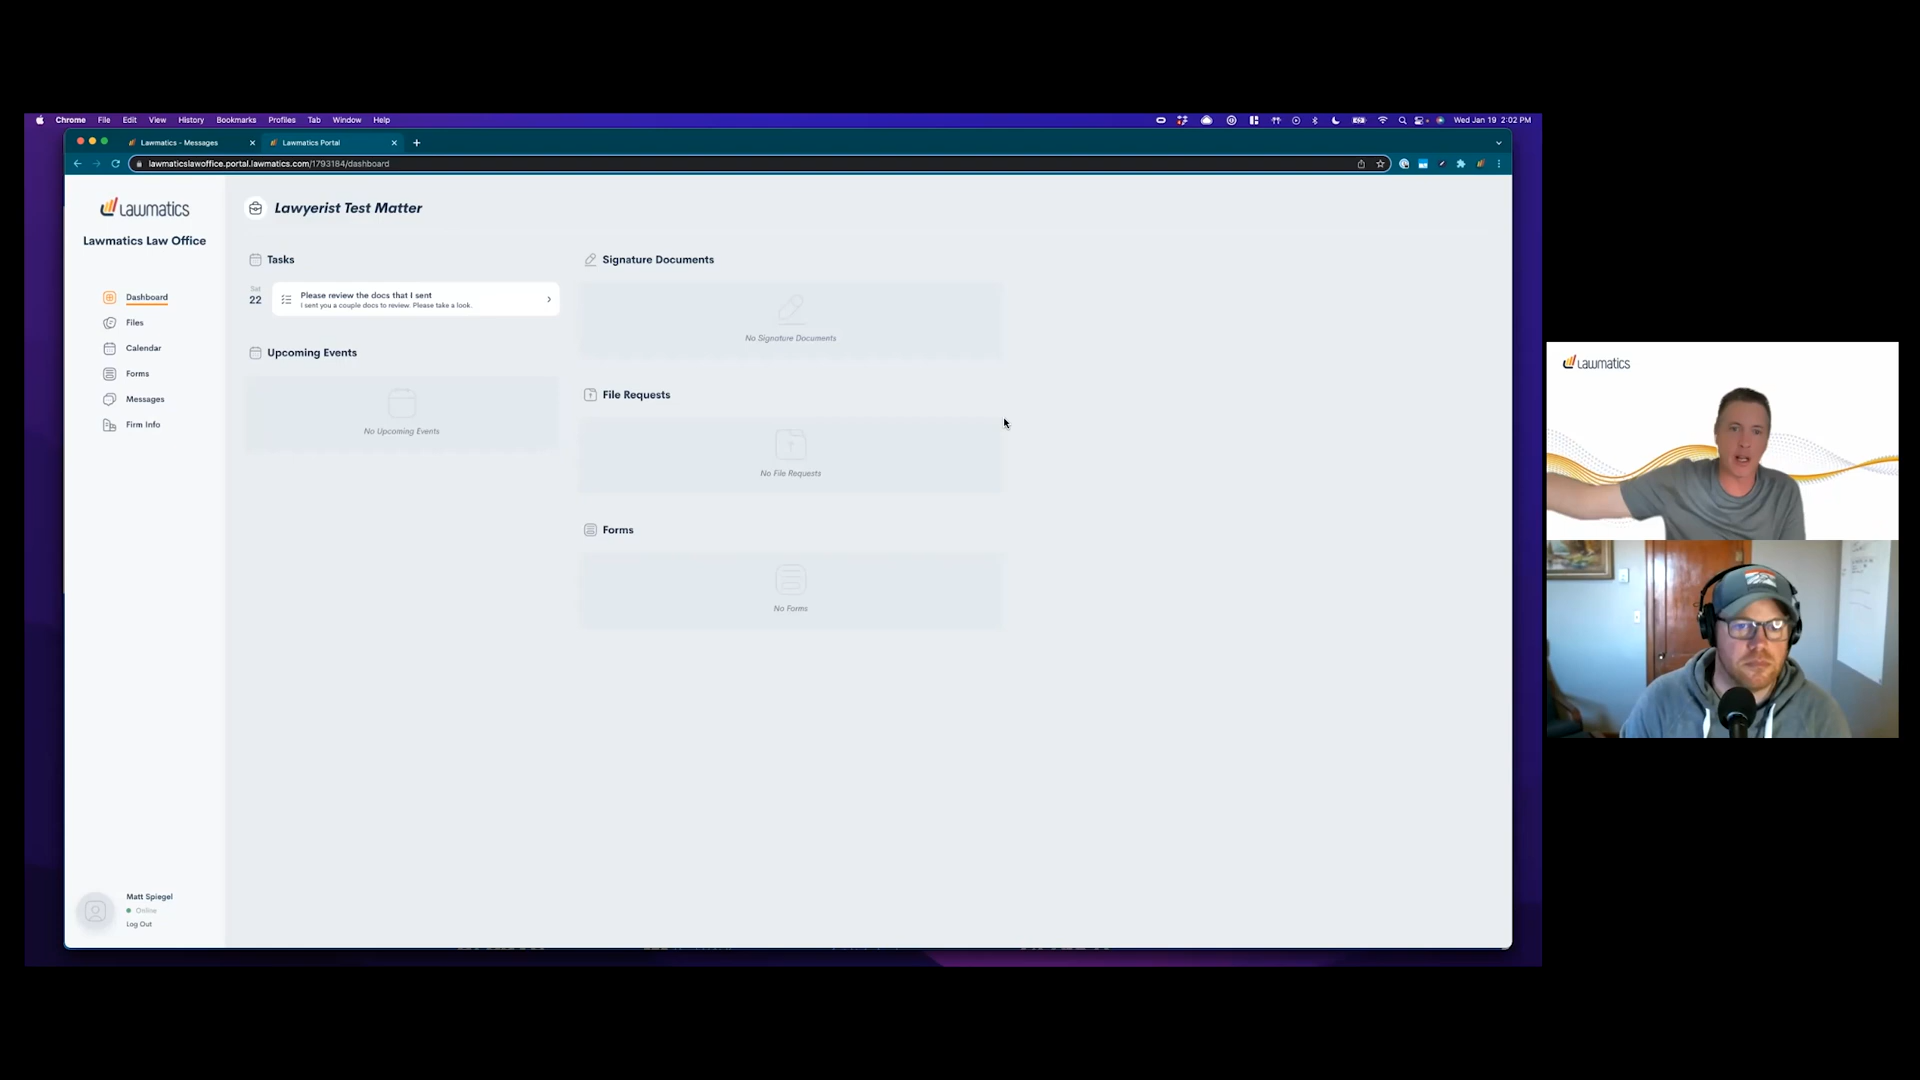 Chrome File Edit View History Bookmarks Profiles Tab Window Help
Wed Jan 19 2:02 PM
Lawmatics - Messages
Lawmatics Portal
lawmaticslawoffice.portal.lawmatics.com/1793184/dashboard
LAWMATICS
Lawmatics Law Office
Dashboard
Files
Calendar
Forms
Messages
Firm Info
Matt Spiegel
Online
Log Out
Lawyerist Test Matter
Tasks
Sat
22
Please review the docs that I sent
I sent you a couple docs to review. Please take a look.
Upcoming Events
No Upcoming Events
Signature Documents
No Signature Documents
File Requests
No File Requests
Forms
No Forms
LAWMATICS